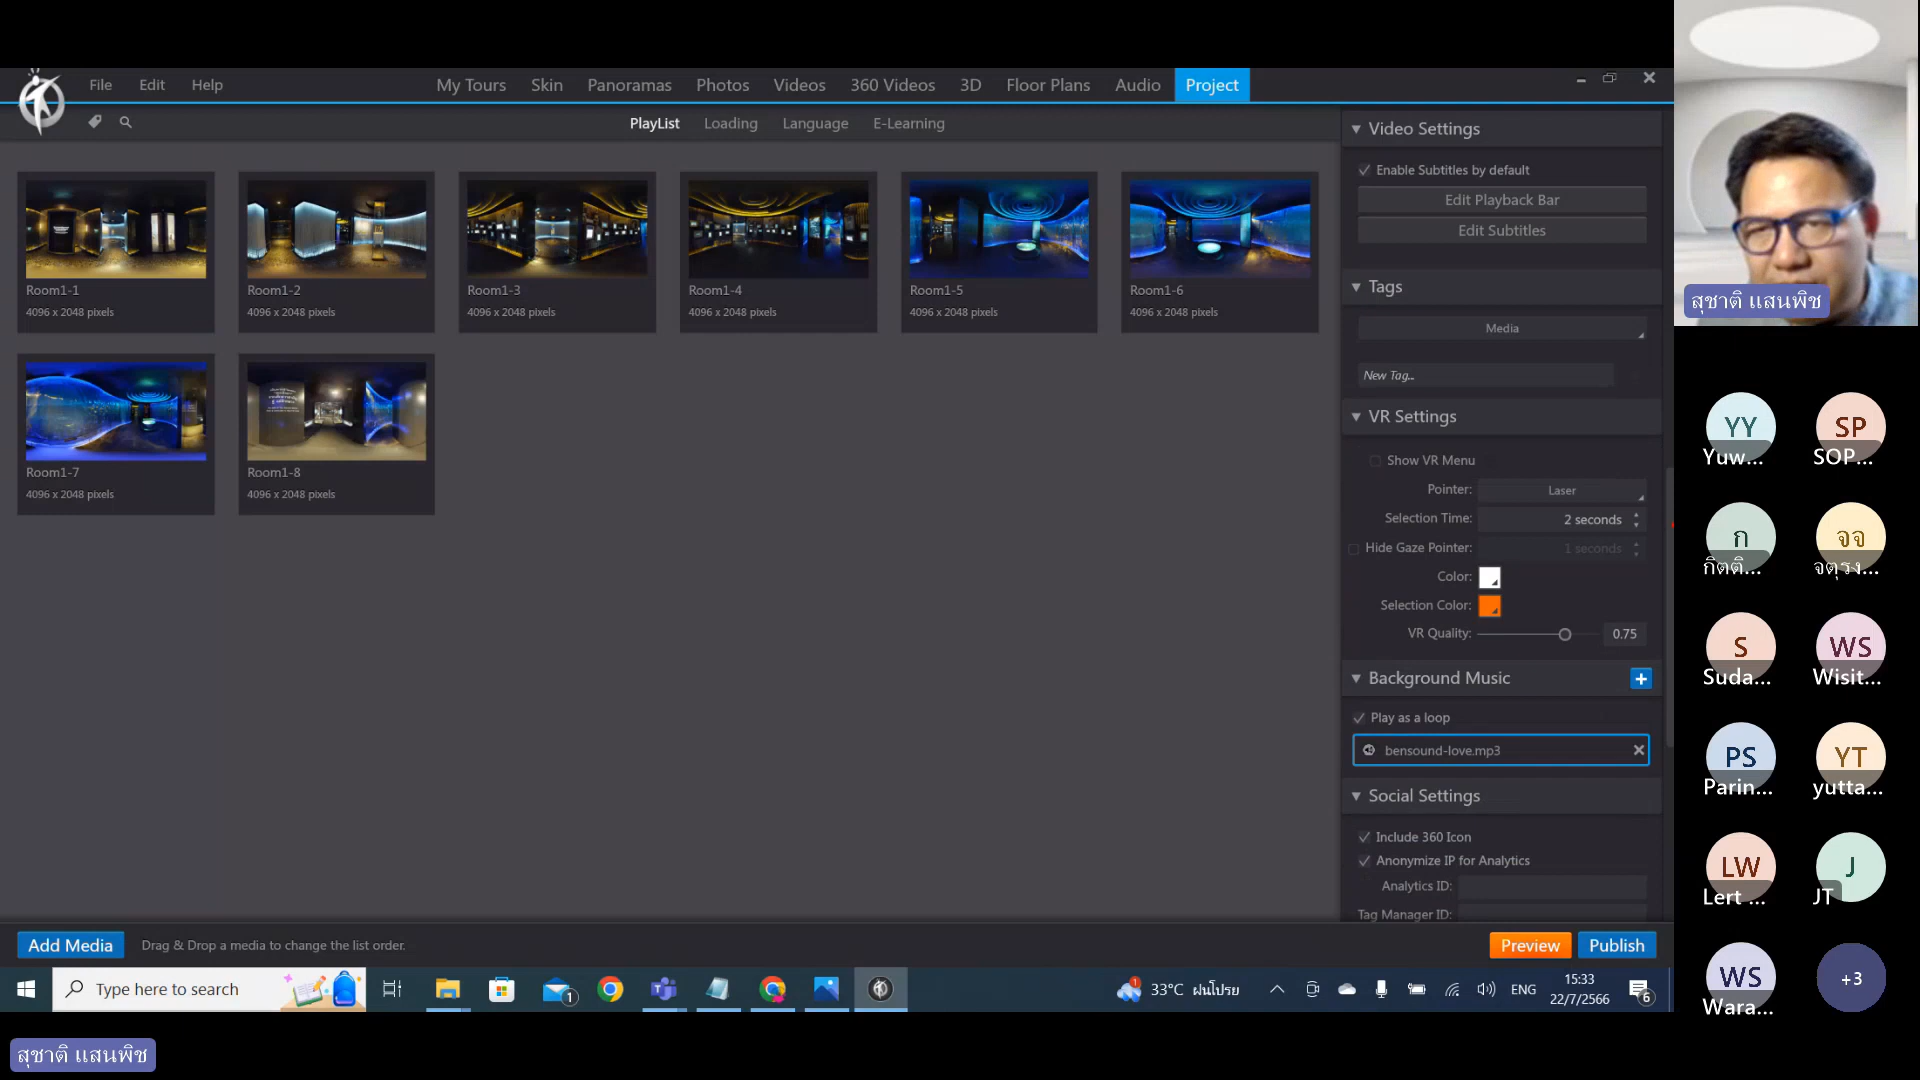 File Edit Help
My Tours Skin Panoramas Photos Videos 360 Videos 3D Floor Plans Audio Project
PlayList Loading Language E-Learning
Room1-1
4096 x 2048 pixels
Room1-2
4096 x 2048 pixels
Room1-3
4096 x 2048 pixels
Room1-4
4096 x 2048 pixels
Room1-5
4096 x 2048 pixels
Room1-6
4096 x 2048 pixels
Room1-7
4096 x 2048 pixels
Room1-8
4096 x 2048 pixels
Video Settings
Enable Subtitles by default
Edit Playback Bar
Edit Subtitles
Tags
Media
New Tag...
VR Settings
Show VR Menu
Pointer: Laser
Selection Time: 2 seconds
Hide Gaze Pointer: 1 seconds
Color:
Selection Color:
VR Quality: 0.75
Background Music +
Play as a loop
bensound-love.mp3
Social Settings
Include 360 Icon
Anonymize IP for Analytics
Analytics ID:
Tag Manager ID:
Add Media Drag & Drop a media to change the list order.
Preview Publish
Type here to search
1
1
33°C ฝนโปรย
ENG
15:33
22/7/2566
6
สุชาติ แสนพิช
YY
Yuw...
SP
SOP...
ก
กิตติ...
จจ
จตุรง...
S
Suda...
WS
Wisit...
PS
Parin...
YT
yutta...
LW
Lert ...
J
JT
WS
Wara...
+3
สุชาติ แสนพิช